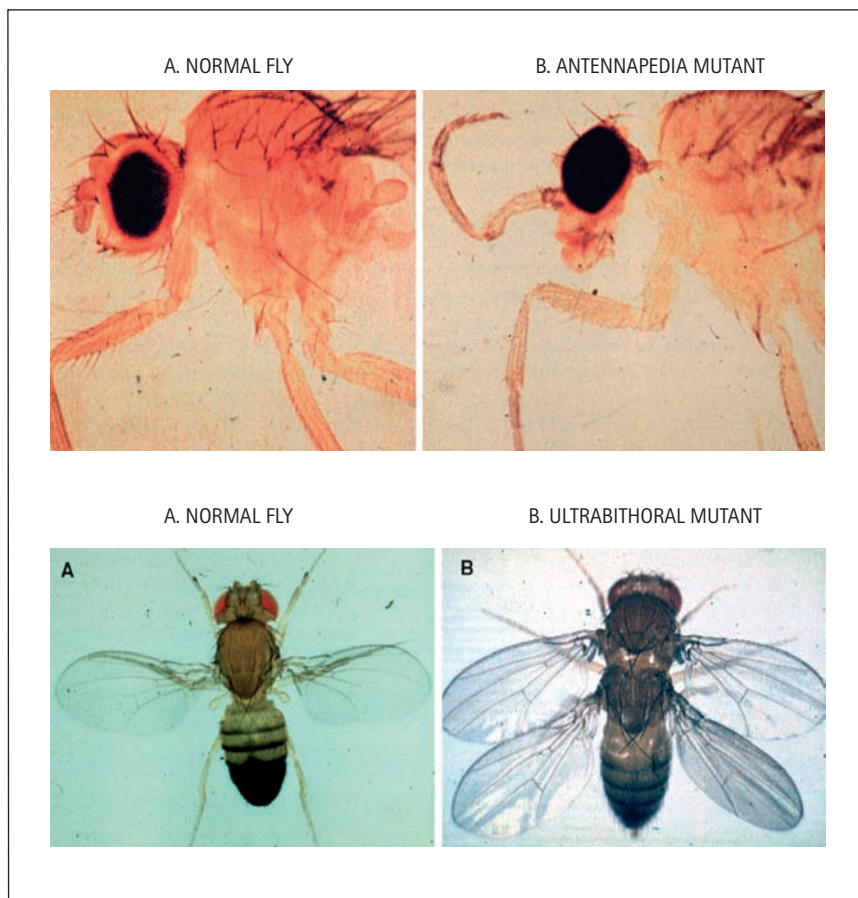 A. NORMAL FLY
B. ANTENNAPEDIA MUTANT
A. NORMAL FLY
B. ULTRABITHORAL MUTANT
A
B